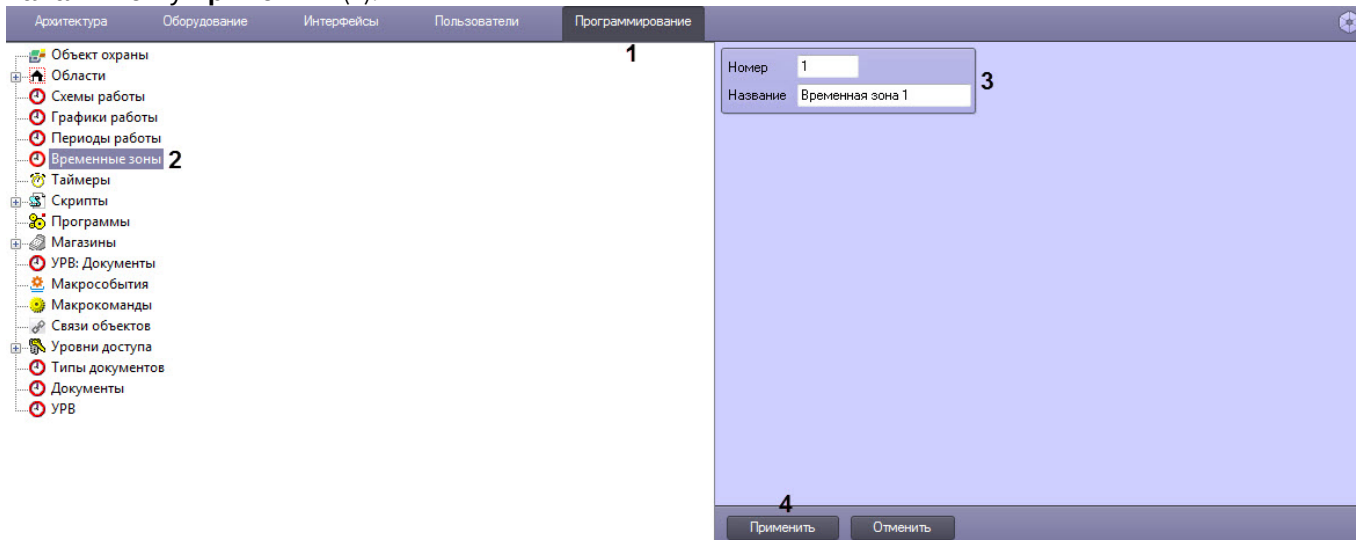 Архитектура Оборудование Интерфейсы Пользователи Программирование
1
Объект охраны
Области
Схемы работы
Графики работы
Периоды работы
Временные зоны 2
Таймеры
Скрипты
Программы
Магазины
УРВ: Документы
Макрособытия
Макрокоманды
Связи объектов
Уровни доступа
Типы документов
Документы
УРВ
Номер 1
Название Временная зона 1
3
4
Применить Отменить